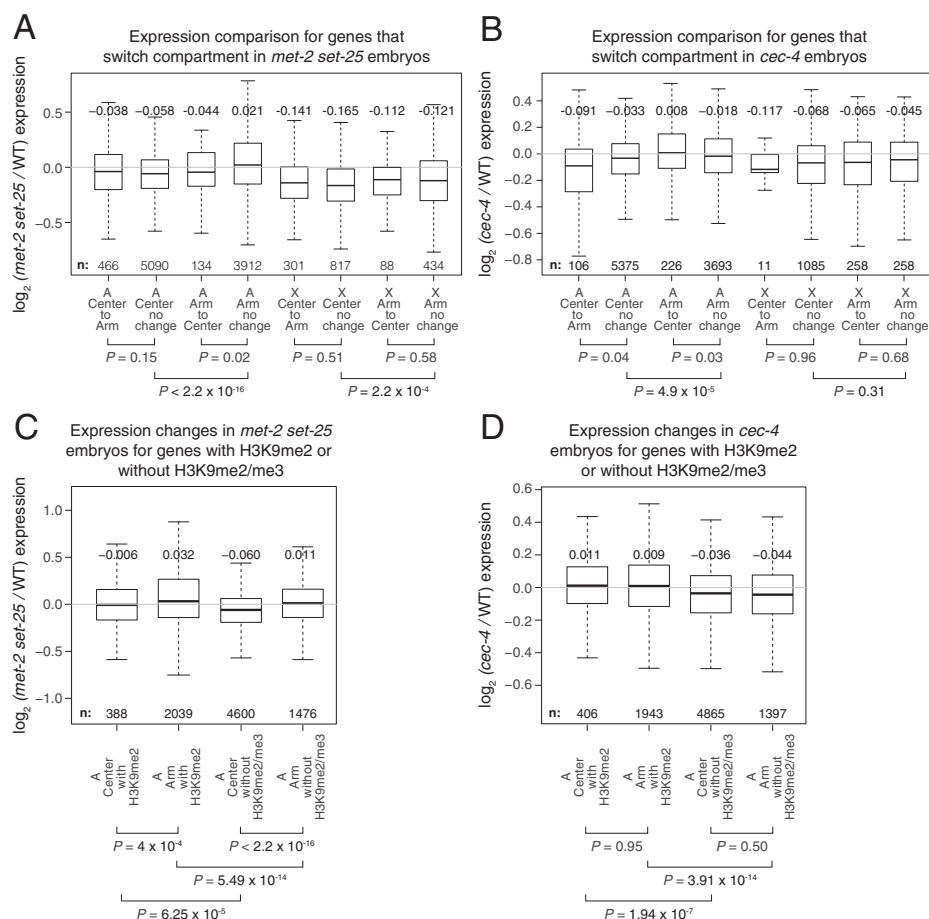 A
Expression comparison for genes that
switch compartment in met-2 set-25 embryos
log2 (met-2 set-25 / WT) expression
0.5
0.0
−0.5
−0.038 −0.058 −0.044 0.021 −0.141 −0.165 −0.112 −0.121
n: 466 5090 134 3912 301 817 88 434
A Center to Arm
A Center no change
A Arm to Center
A Arm no change
X Center to Arm
X Center no change
X Arm to Center
X Arm no change
P = 0.15 P = 0.02 P = 0.51 P = 0.58
P < 2.2 x 10-16 P = 2.2 x 10-4
B
Expression comparison for genes that
switch compartment in cec-4 embryos
log2 (cec-4 / WT) expression
0.4
0.2
0.0
−0.2
−0.4
−0.6
−0.8
−0.091 −0.033 0.008 −0.018 −0.117 −0.068 −0.065 −0.045
n: 106 5375 226 3693 11 1085 258 258
A Center to Arm
A Center no change
A Arm to Center
A Arm no change
X Center to Arm
X Center no change
X Arm to Center
X Arm no change
P = 0.04 P = 0.03 P = 0.96 P = 0.68
P = 4.9 x 10-5 P = 0.31
C
Expression changes in met-2 set-25
embryos for genes with H3K9me2 or
without H3K9me2/me3
log2 (met-2 set-25 / WT) expression
1.0
0.5
0.0
−0.5
−1.0
−0.006 0.032 −0.060 0.011
n: 388 2039 4600 1476
A Center with H3K9me2
A Arm with H3K9me2
A Center without H3K9me2/me3
A Arm without H3K9me2/me3
P = 4 x 10-4 P < 2.2 x 10-16
P = 5.49 x 10-14
P = 6.25 x 10-5
D
Expression changes in cec-4
embryos for genes with H3K9me2
or without H3K9me2/me3
log2 (cec-4 / WT) expression
0.6
0.4
0.2
0.0
−0.2
−0.4
−0.6
0.011 0.009 −0.036 −0.044
n: 406 1943 4865 1397
A Center with H3K9me2
A Arm with H3K9me2
A Center without H3K9me2/me3
A Arm without H3K9me2/me3
P = 0.95 P = 0.50
P = 3.91 x 10-14
P = 1.94 x 10-7